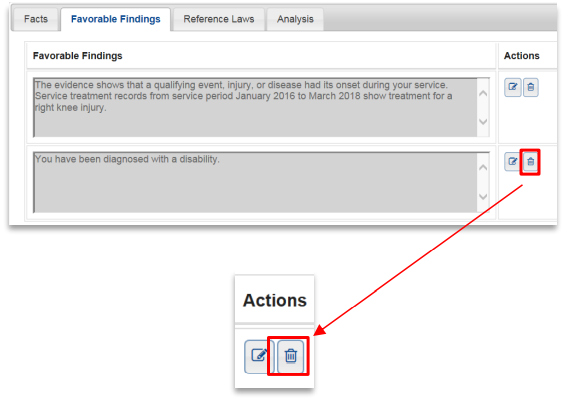 Facts Favorable Findings Reference Laws Analysis
Favorable Findings Actions
The evidence shows that a qualifying event, injury, or disease had its onset during your service.
Service treatment records from service period January 2016 to March 2018 show treatment for a
right knee injury.
You have been diagnosed with a disability.
Actions